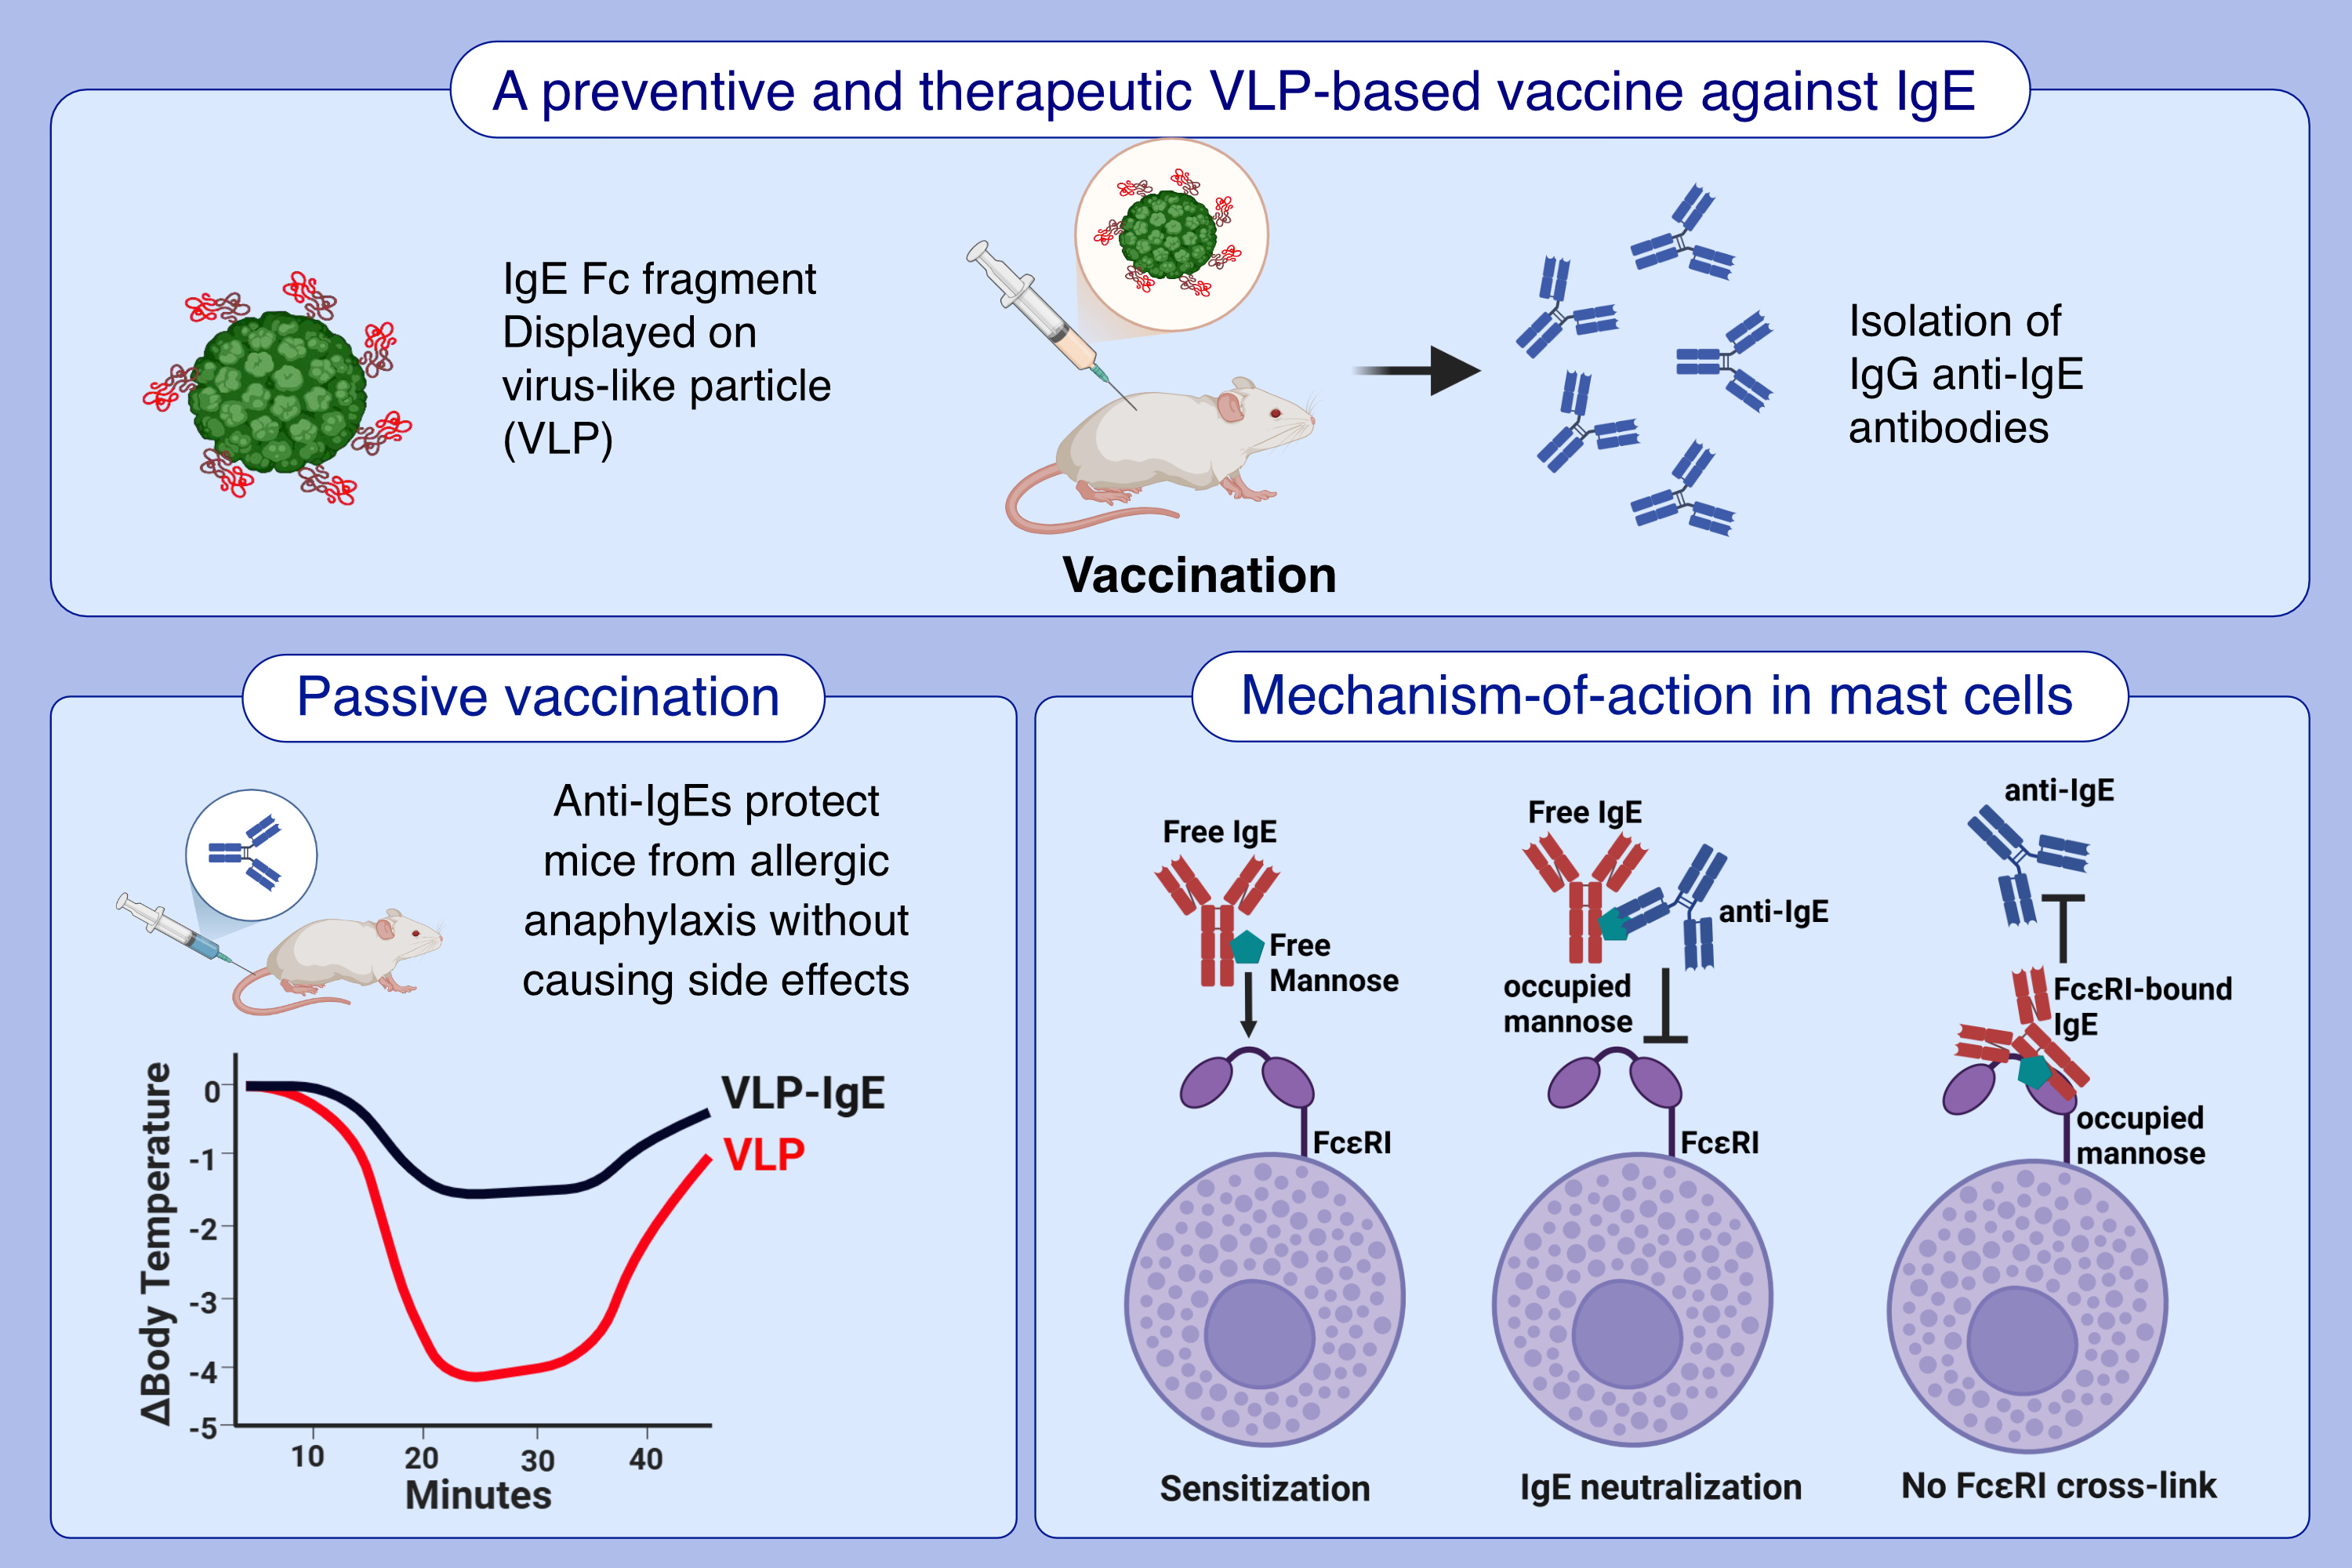 A preventive and therapeutic VLP-based vaccine against IgE
IgE Fc fragment
Displayed on
virus-like particle
(VLP)
Vaccination
Isolation of
IgG anti-IgE
antibodies
Passive vaccination
Anti-IgEs protect
mice from allergic
anaphylaxis without
causing side effects
ΔBody Temperature
0
-1
-2
-3
-4
-5
10
20
30
40
Minutes
VLP-IgE
VLP
Mechanism-of-action in mast cells
Free IgE
Free
Mannose
FcεRI
Sensitization
Free IgE
anti-IgE
occupied
mannose
FcεRI
IgE neutralization
anti-IgE
FcεRI-bound
IgE
occupied
mannose
No FcεRI cross-link